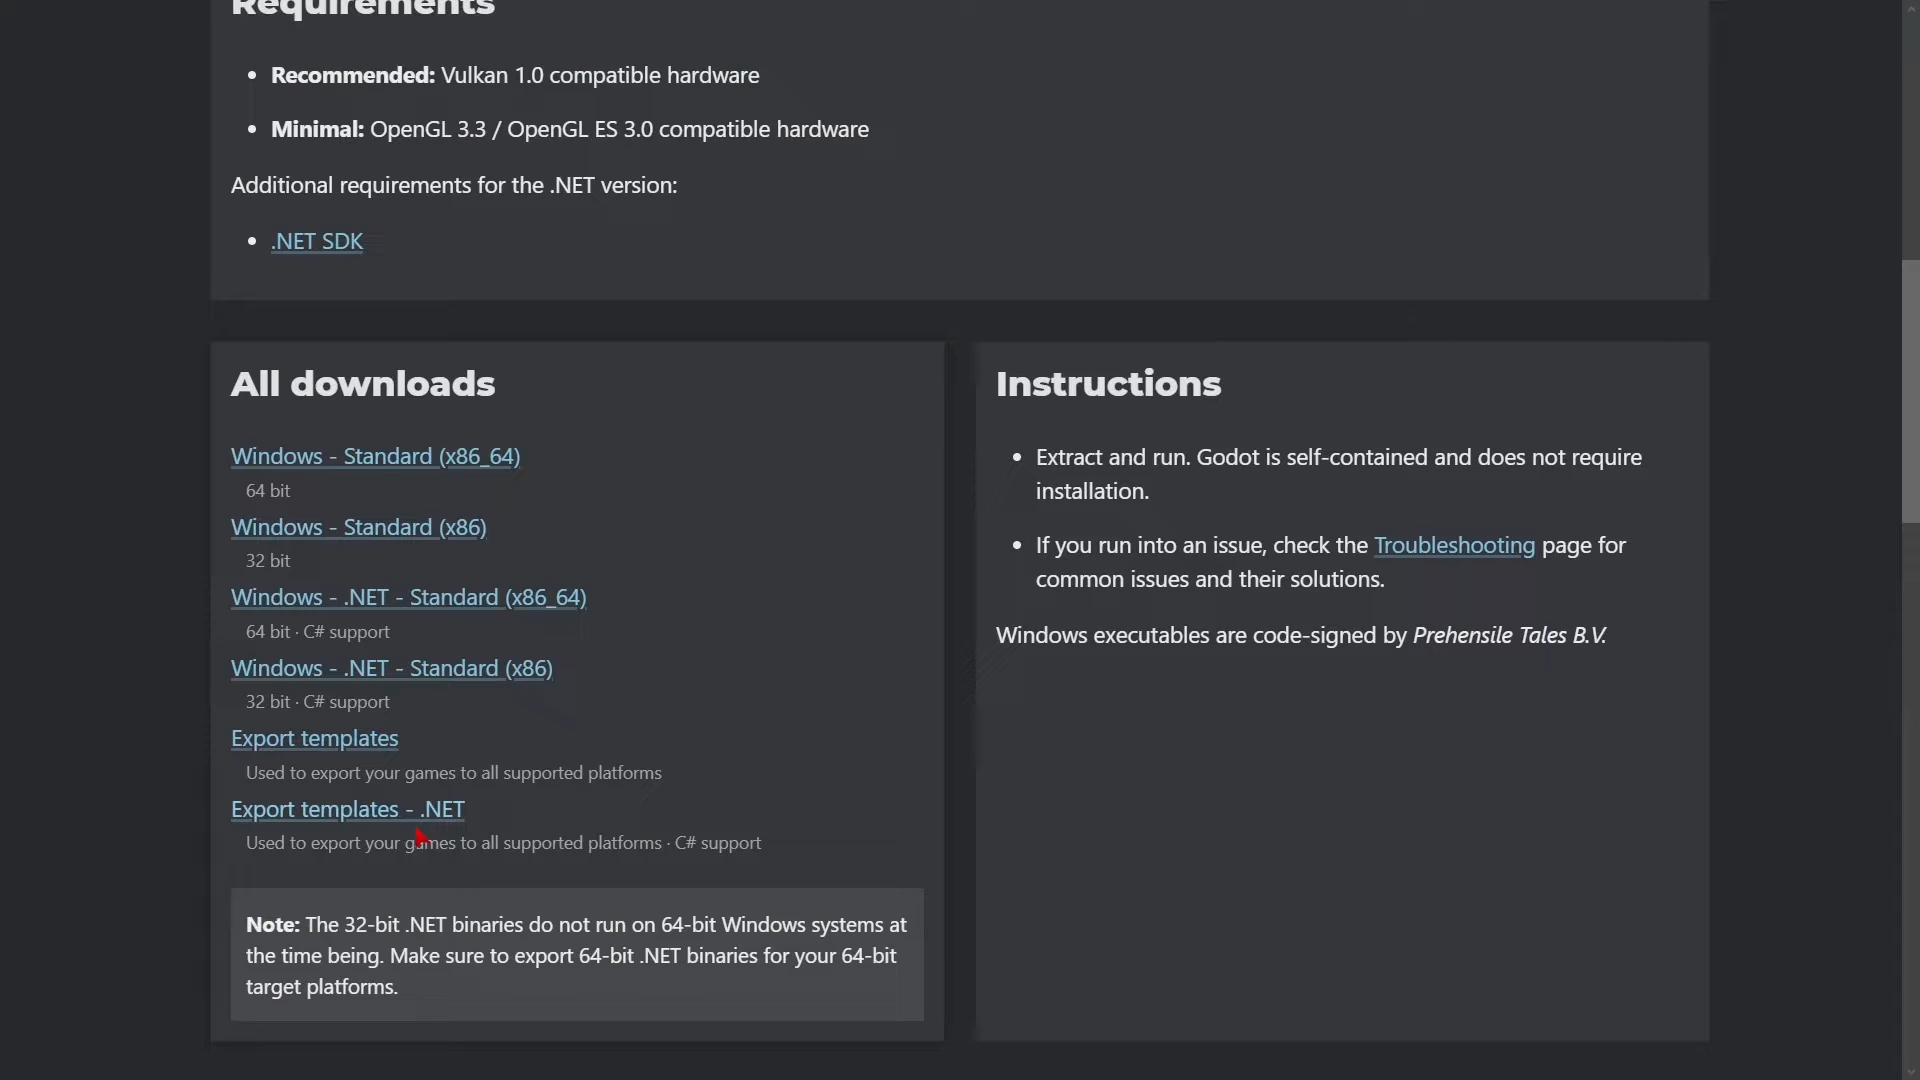 Requirements
Recommended: Vulkan 1.0 compatible hardware
Minimal: OpenGL 3.3 / OpenGL ES 3.0 compatible hardware
Additional requirements for the .NET version:
.NET SDK
All downloads
Windows - Standard (x86_64)
64 bit
Windows - Standard (x86)
32 bit
Windows - .NET - Standard (x86_64)
64 bit · C# support
Windows - .NET - Standard (x86)
32 bit · C# support
Export templates
Used to export your games to all supported platforms
Export templates - .NET
Used to export your games to all supported platforms · C# support
Note: The 32-bit .NET binaries do not run on 64-bit Windows systems at
the time being. Make sure to export 64-bit .NET binaries for your 64-bit
target platforms.
Instructions
Extract and run. Godot is self-contained and does not require
installation.
If you run into an issue, check the Troubleshooting page for
common issues and their solutions.
Windows executables are code-signed by Prehensile Tales B.V.